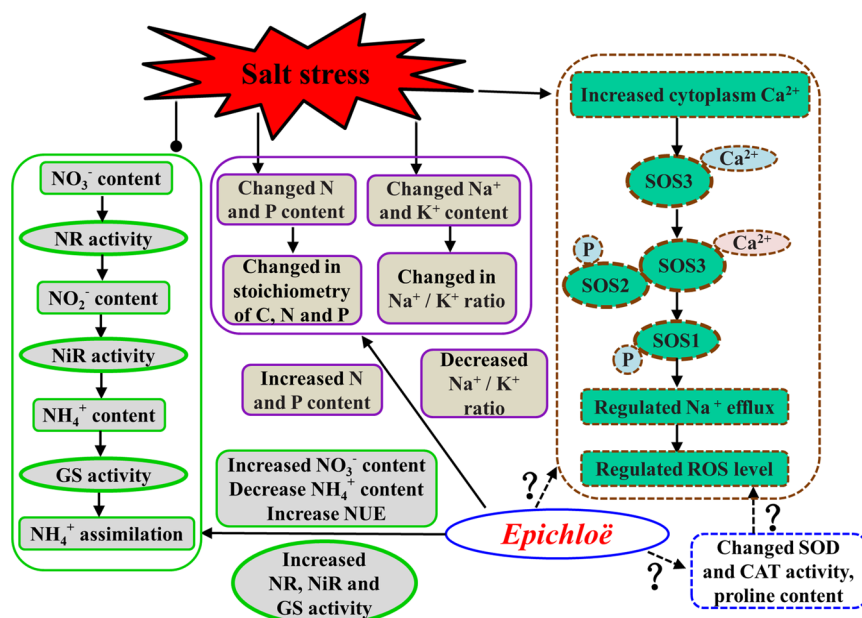 Salt stress
NO₃⁻ content
NR activity
NO₂⁻ content
NiR activity
NH₄⁺ content
GS activity
NH₄⁺ assimilation
Changed N
and P content
Changed in
stoichiometry
of C, N and P
Changed Na⁺
and K⁺ content
Changed in
Na⁺ / K⁺ ratio
Increased N
and P content
Decreased
Na⁺ / K⁺
ratio
Increased NO₃⁻ content
Decrease NH₄⁺ content
Increase NUE
Increased
NR, NiR and
GS activity
Epichloë
?
?
?
Increased cytoplasm Ca²⁺
SOS3
Ca²⁺
P
SOS2
SOS3
Ca²⁺
SOS1
P
Regulated Na⁺ efflux
Regulated ROS level
Changed SOD
and CAT activity,
proline content